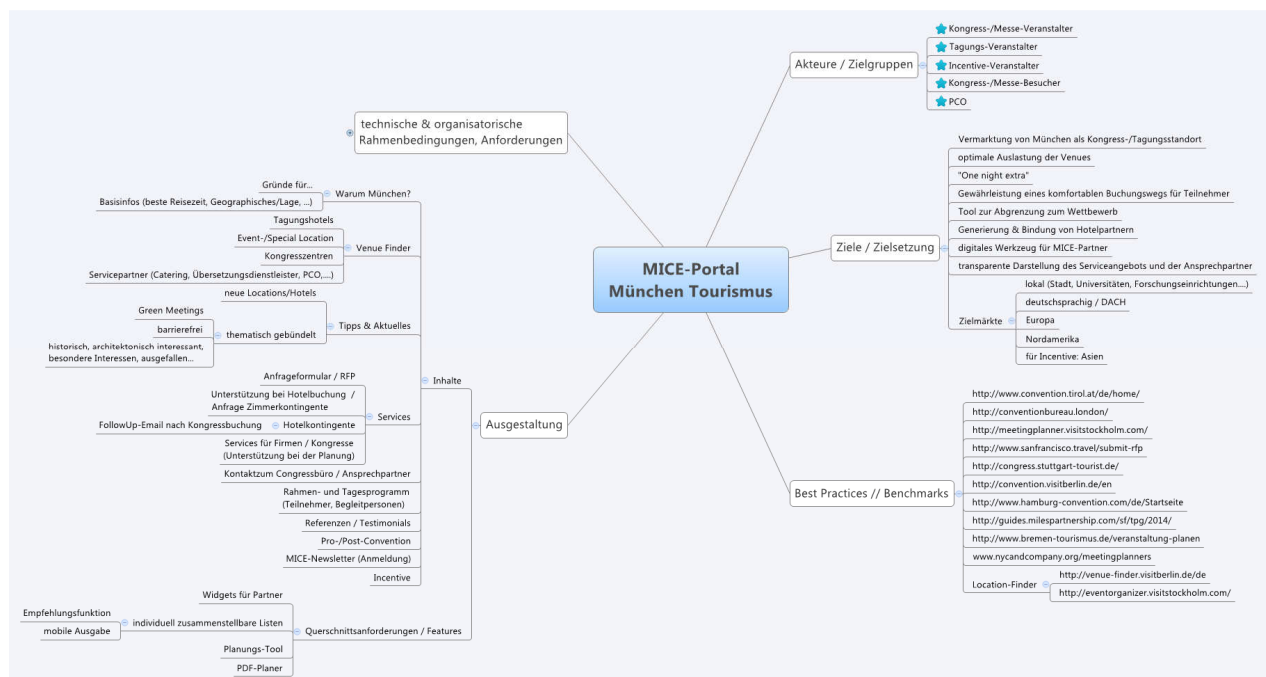 MICE-Portal
München Tourismus
Akteure / Zielgruppen
Kongress-/Messe-Veranstalter
Tagungs-Veranstalter
Incentive-Veranstalter
Kongress-/Messe-Besucher
PCO
Ziele / Zielsetzung
Vermarktung von München als Kongress-/Tagungsstandort
optimale Auslastung der Venues
"One night extra"
Gewährleistung eines komfortablen Buchungswegs für Teilnehmer
Tool zur Abgrenzung zum Wettbewerb
Generierung & Bindung von Hotelpartnern
digitales Werkzeug für MICE-Partner
transparente Darstellung des Serviceangebots und der Ansprechpartner
Zielmärkte
lokal (Stadt, Universitäten, Forschungseinrichtungen....)
deutschsprachig / DACH
Europa
Nordamerika
für Incentive: Asien
Best Practices // Benchmarks
http://www.convention.tirol.at/de/home/
http://conventionbureau.london/
http://meetingplanner.visitstockholm.com/
http://www.sanfrancisco.travel/submit-rfp
http://congress.stuttgart-tourist.de/
http://convention.visitberlin.de/en
http://www.hamburg-convention.com/de/Startseite
http://guides.milespartnership.com/sf/tpg/2014/
http://www.bremen-tourismus.de/veranstaltung-planen
www.nycandcompany.org/meetingplanners
Location-Finder
http://venue-finder.visitberlin.de/de
http://eventorganizer.visitstockholm.com/
technische & organisatorische
Rahmenbedingungen, Anforderungen
Ausgestaltung
Inhalte
Warum München?
Gründe für...
Basisinfos (beste Reisezeit, Geographisches/Lage, ...)
Venue Finder
Tagungshotels
Event-/Special Location
Kongresszentren
Servicepartner (Catering, Übersetzungsdienstleister, PCO,....)
Tipps & Aktuelles
neue Locations/Hotels
thematisch gebündelt
Green Meetings
barrierefrei
historisch, architektonisch interessant,
besondere Interessen, ausgefallen...
Services
Anfrageformular / RFP
Unterstützung bei Hotelbuchung /
Anfrage Zimmerkontingente
Hotelkontingente
FollowUp-Email nach Kongressbuchung
Services für Firmen / Kongresse
(Unterstützung bei der Planung)
Kontaktzum Congressbüro / Ansprechpartner
Rahmen- und Tagesprogramm
(Teilnehmer, Begleitpersonen)
Referenzen / Testimonials
Pro-/Post-Convention
MICE-Newsletter (Anmeldung)
Incentive
Querschnittsanforderungen / Features
Widgets für Partner
individuell zusammenstellbare Listen
Empfehlungsfunktion
mobile Ausgabe
Planungs-Tool
PDF-Planer